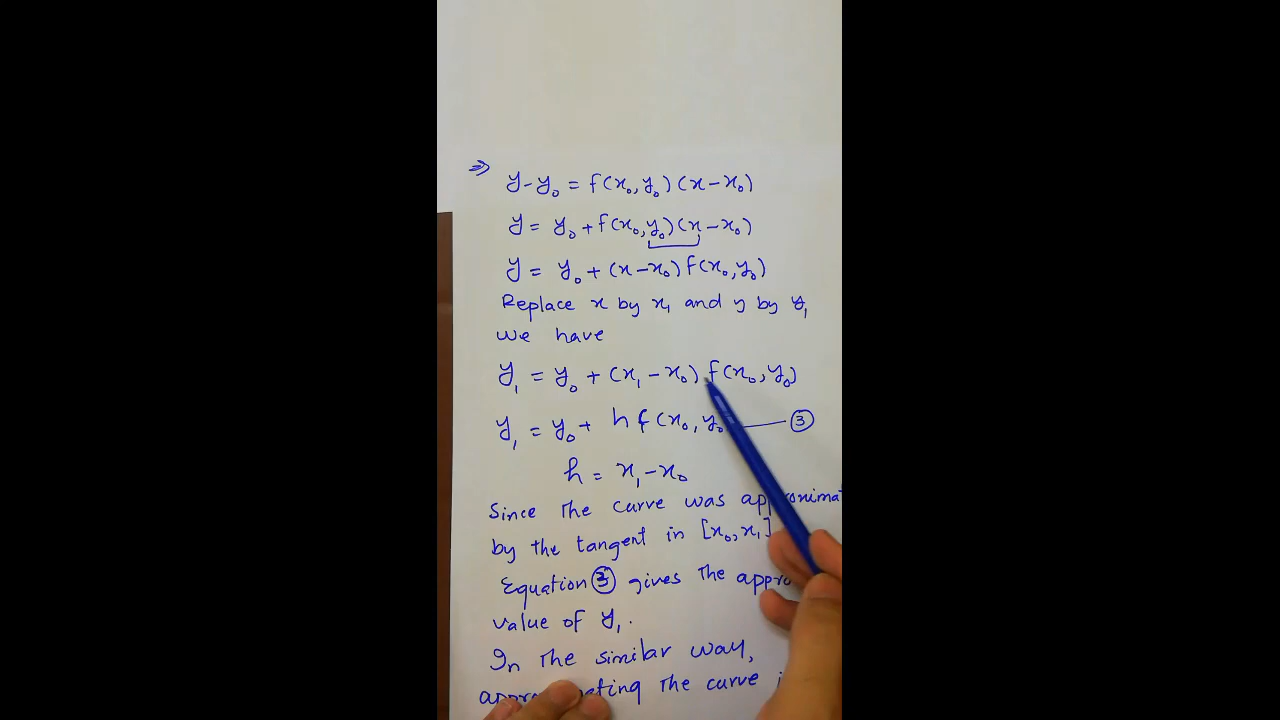 ⇒ y - y₀ = f(x₀, y₀) (x - x₀)
y = y₀ + f(x₀, y₀) (x - x₀)
y = y₀ + (x - x₀) f(x₀, y₀)
Replace x by x₁ and y by y₁
we have
y₁ = y₀ + (x₁ - x₀) f(x₀, y₀)
y₁ = y₀ + h f(x₀, y₀ — ③
h = x₁ - x₀
Since the curve was approximat
by the tangent in [x₀, x₁]
Equation ③ gives the appro
value of y₁.
In the similar way,
the curve